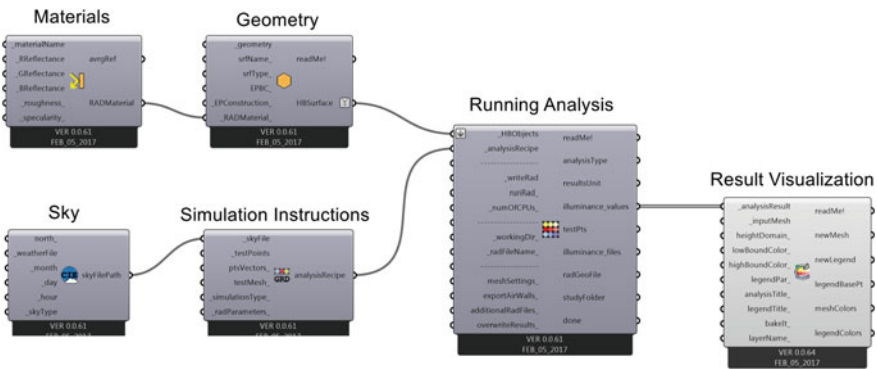 Materials
_materialName
_RReflectance
_GReflectance
_BReflectance
_roughness_
_specularity_
avrgRef
RADMaterial
VER 0.0.61
FEB_05_2017
Geometry
_geometry
srfName_
srfType_
EPBC_
_EPConstruction_
_RADMaterial_
readMe!
HBSurface
VER 0.0.61
FEB_05_2017
Sky
north_
_weatherFile
_month_
_day_
_hour_
_skyType
skyFilePath
VER 0.0.61
Simulation Instructions
_skyFile
_testPoints
ptsVectors_
testMesh_
_simulationType_
_radParameters_
GRD
analysisRecipe
VER 0.0.61
Running Analysis
_HBObjects
_analysisRecipe
_writeRad
runRad_
_numOfCPUs_
_workingDir_
_radFileName_
meshSettings_
exportAirWalls_
additionalRadFiles_
overwriteResults_
readMe!
analysisType
resultsUnit
illuminance_values
testPts
illuminance_files
radGeoFile
studyFolder
done
VER 0.0.61
FEB_05_2017
Result Visualization
_analysisResult
_inputMesh
heightDomain_
lowBoundColor_
highBoundColor_
legendPar_
analysisTitle_
legendTitle_
bakeIt_
layerName_
readMe!
newMesh
newLegend
legendBasePt
meshColors
legendColors
VER 0.0.64
FEB_05_2017